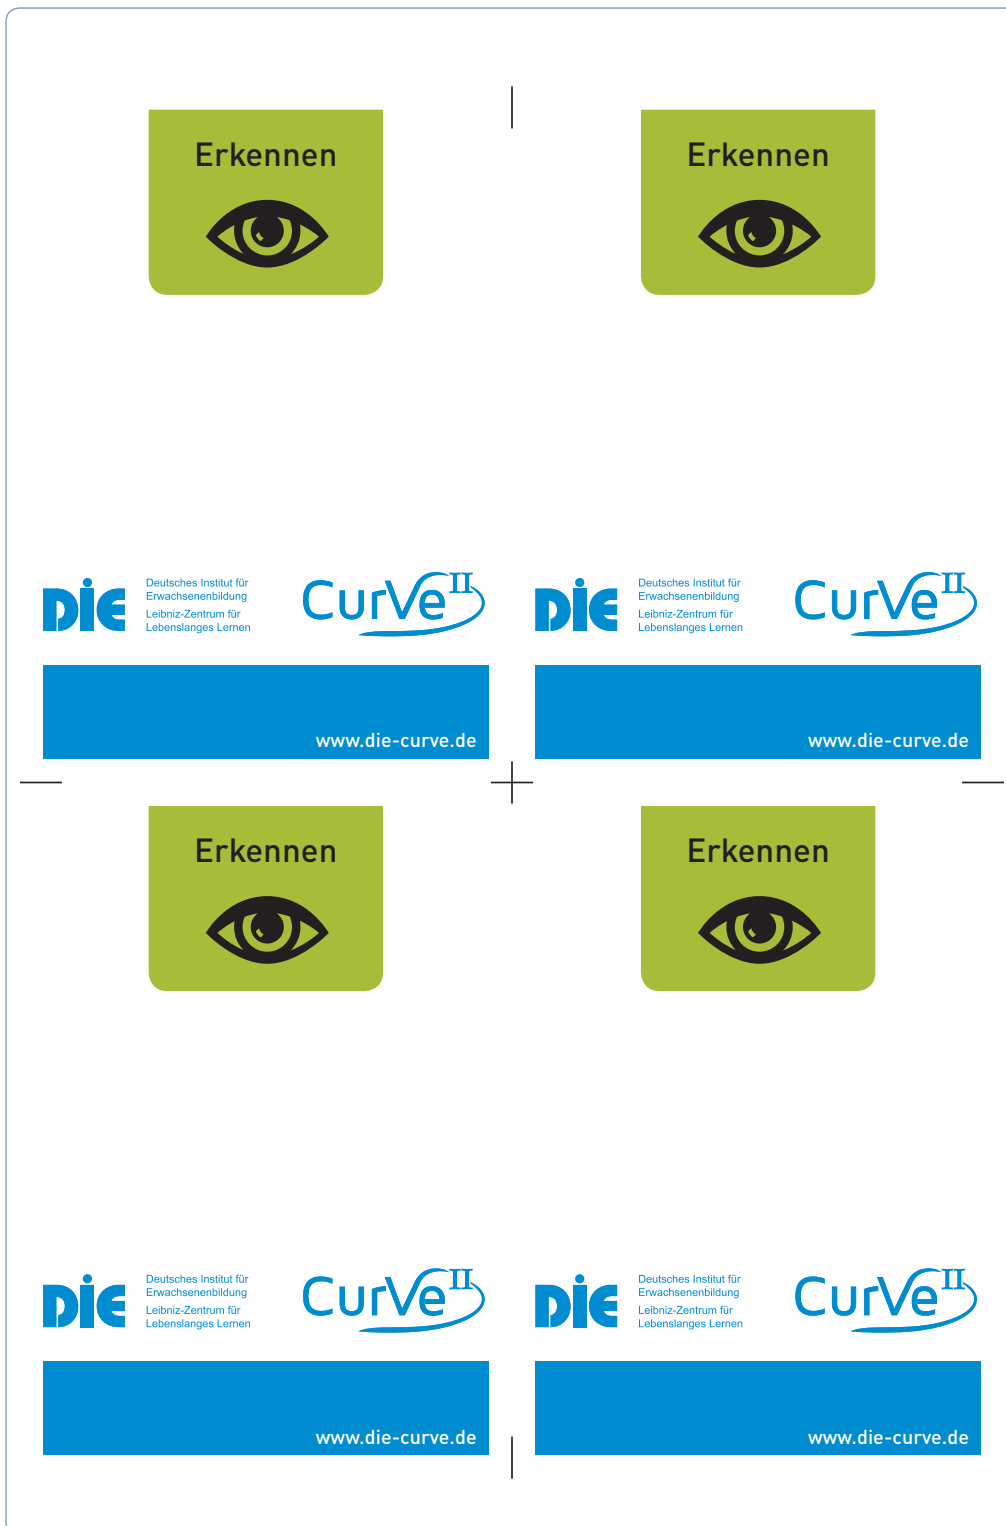 Erkennen
Erkennen
DIE
Deutsches Institut für
Erwachsenenbildung
Leibniz-Zentrum für
Lebenslanges Lernen
CurVe II
DIE
Deutsches Institut für
Erwachsenenbildung
Leibniz-Zentrum für
Lebenslanges Lernen
CurVe II
www.die-curve.de
www.die-curve.de
Erkennen
Erkennen
DIE
Deutsches Institut für
Erwachsenenbildung
Leibniz-Zentrum für
Lebenslanges Lernen
CurVe II
DIE
Deutsches Institut für
Erwachsenenbildung
Leibniz-Zentrum für
Lebenslanges Lernen
CurVe II
www.die-curve.de
www.die-curve.de